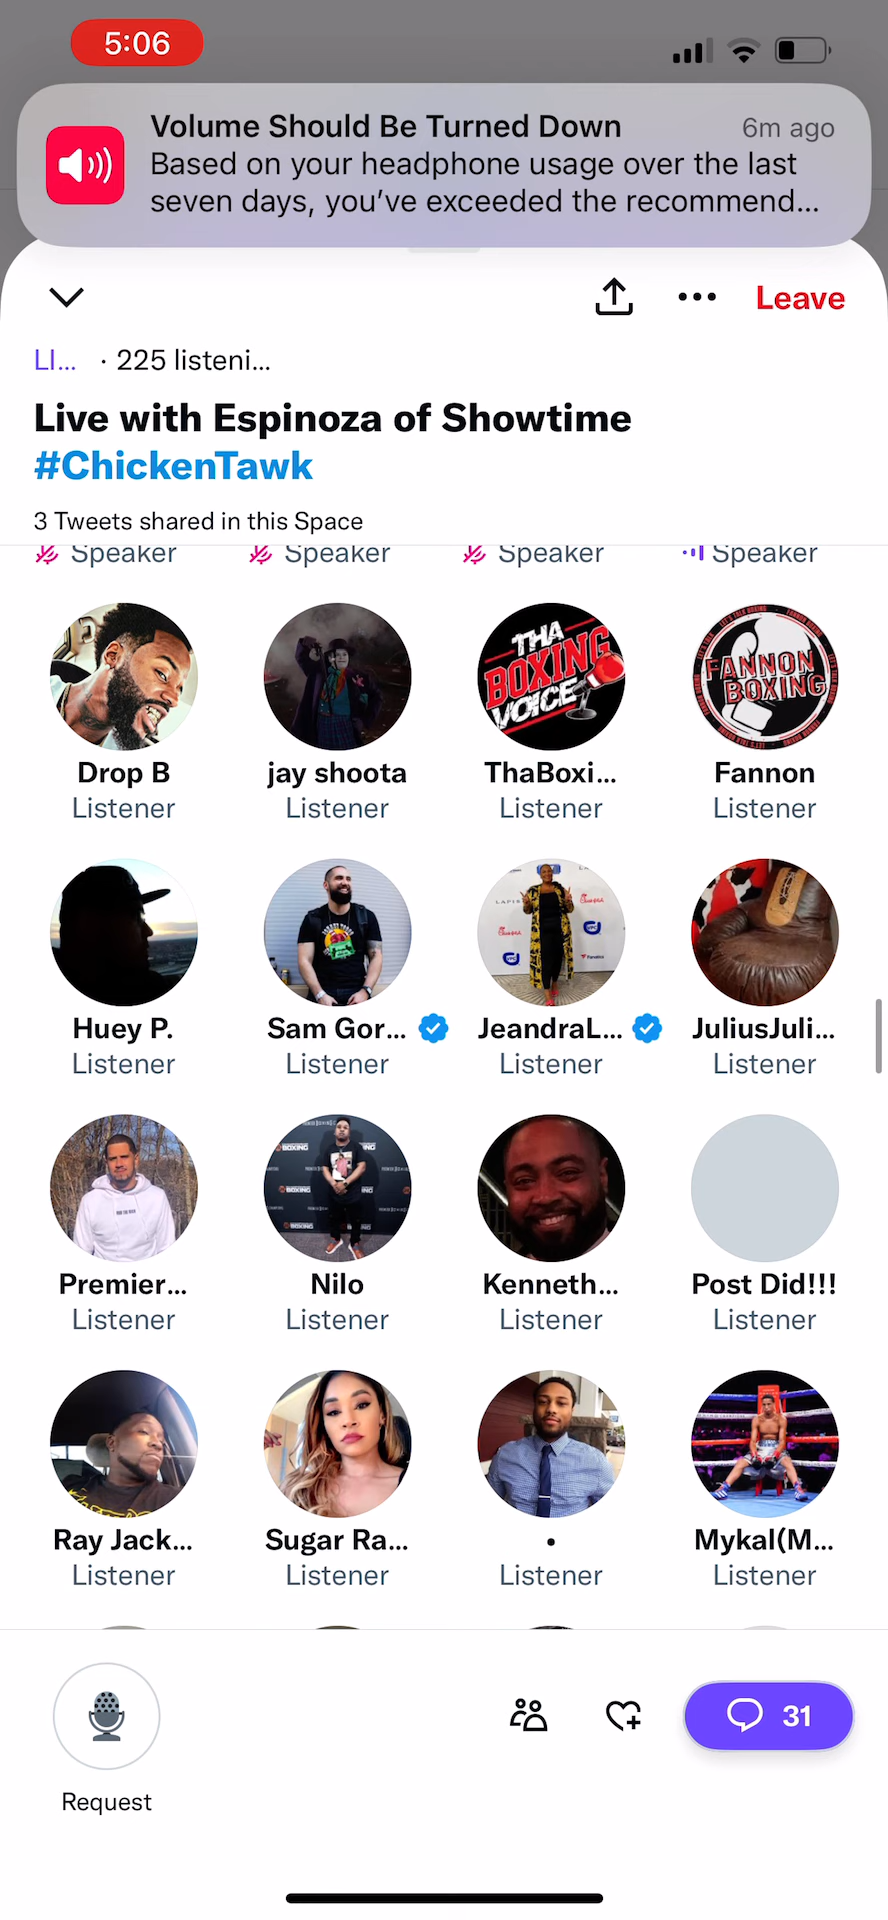 5:06
Volume Should Be Turned Down
6m ago
Based on your headphone usage over the last
seven days, you've exceeded the recommend...
Leave
LI... · 225 listeni...
Live with Espinoza of Showtime
#ChickenTawk
3 Tweets shared in this Space
Speaker Speaker Speaker Speaker
THA
BOXING
VOICE
FANNON
BOXING
Drop B jay shoota ThaBoxi... Fannon
Listener Listener Listener Listener
Huey P. Sam Gor... JeandraL... JuliusJuli...
Listener Listener Listener Listener
BOXING
Premier... Nilo Kenneth... Post Did!!!
Listener Listener Listener Listener
Ray Jack... Sugar Ra... • Mykal(M...
Listener Listener Listener Listener
31
Request